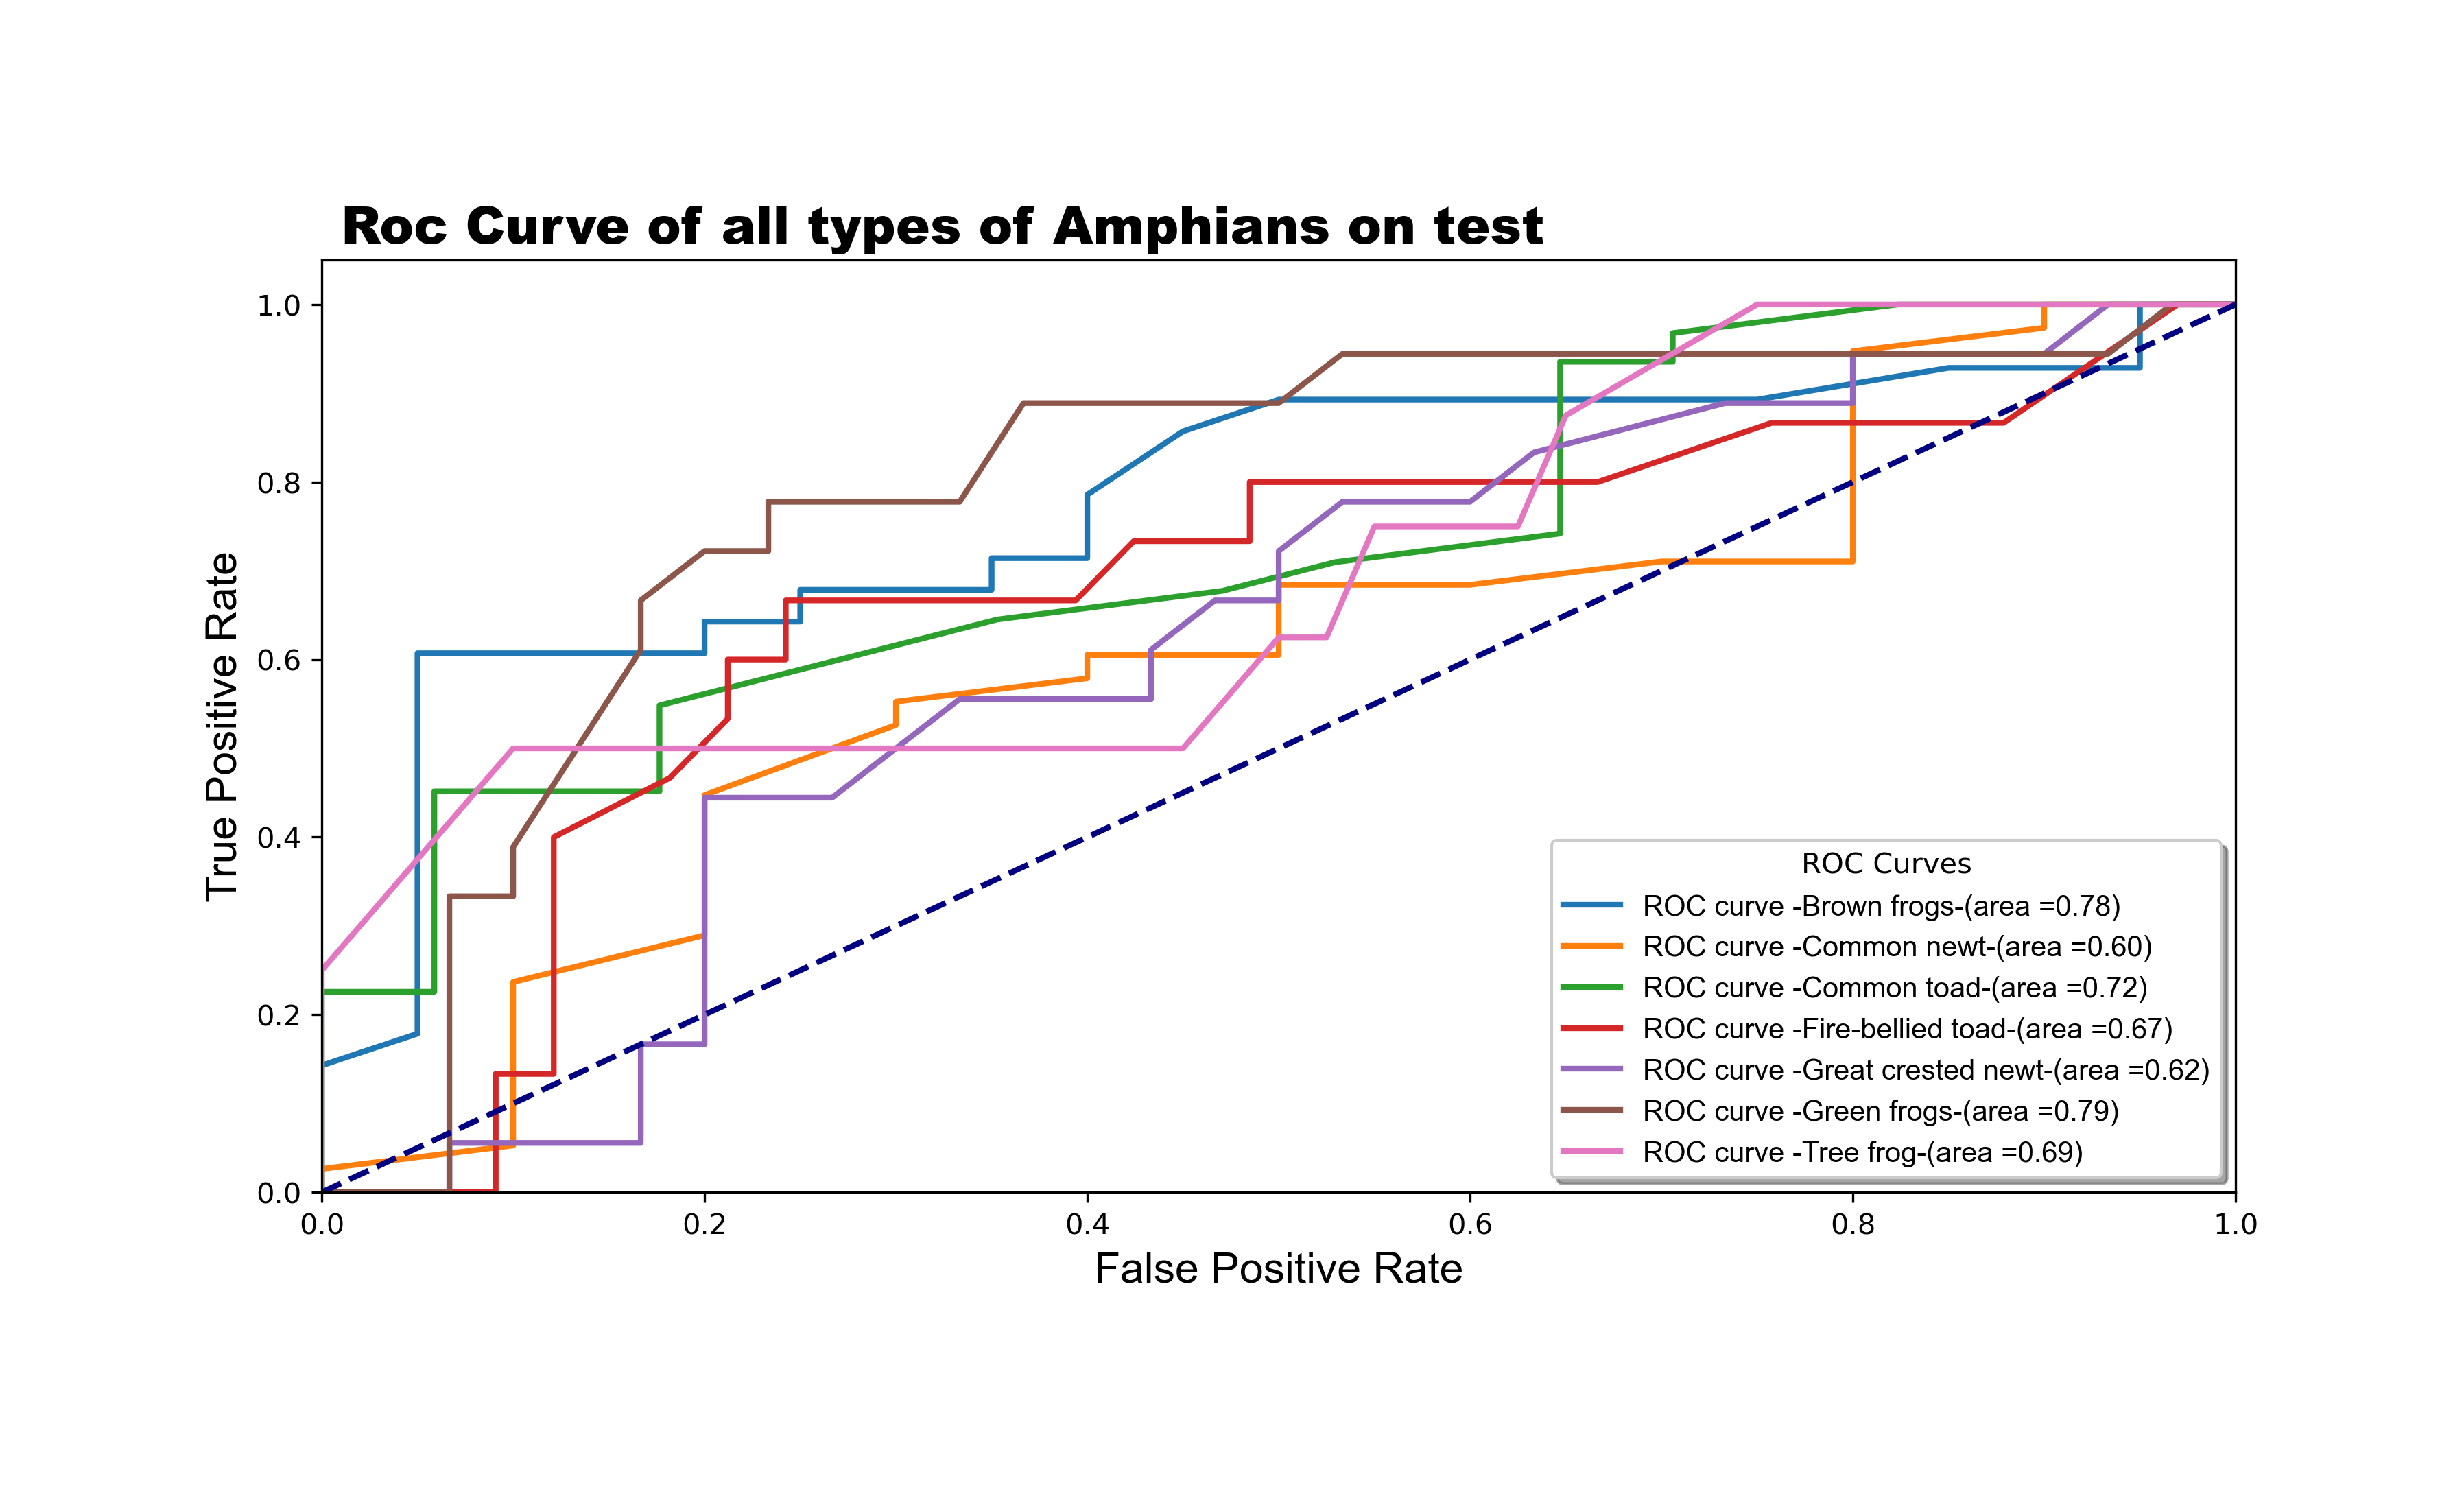 Roc Curve of all types of Amphians on test
True Positive Rate
1.0
0.8
0.6
0.4
0.2
0.0
0.0 0.2 0.4 0.6 0.8 1.0
False Positive Rate
ROC Curves
ROC curve -Brown frogs-(area =0.78)
ROC curve -Common newt-(area =0.60)
ROC curve -Common toad-(area =0.72)
ROC curve -Fire-bellied toad-(area =0.67)
ROC curve -Great crested newt-(area =0.62)
ROC curve -Green frogs-(area =0.79)
ROC curve -Tree frog-(area =0.69)